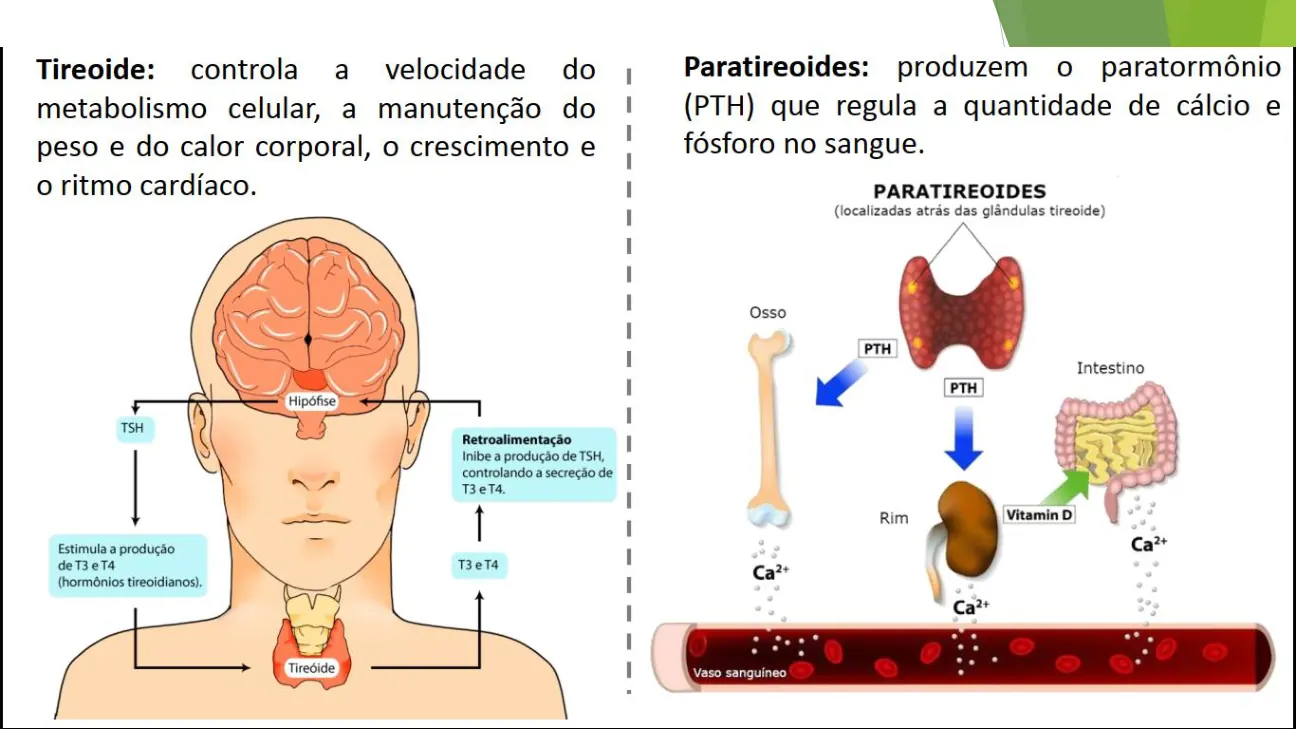 Tireoide: controla a velocidade do
metabolismo celular, a manutenção do
peso e do calor corporal, o crescimento e
o ritmo cardíaco.
Hipófise
TSH
Estimula a produção
de T3 e T4
(hormônios tireoidianos).
Retroalimentação
Inibe a produção de TSH,
controlando a secreção de
T3 e T4.
T3 e T4
Tireóide
Paratireoides: produzem o paratormônio
(PTH) que regula a quantidade de cálcio e
fósforo no sangue.
PARATIREOIDES
(localizadas atrás das glândulas tireoide)
Osso
PTH
PTH
Intestino
Rim
Vitamin D
Ca²⁺
Ca²⁺
Ca²⁺
Vaso sanguíneo